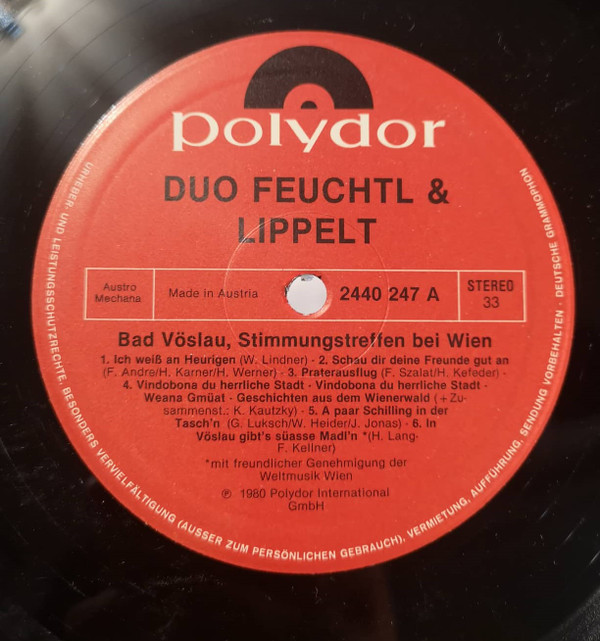 polydor
DUO FEUCHTL &
LIPPELT
Austro
Mechana
Made in Austria
2440 247 A
STEREO
33
Bad Vöslau, Stimmungstreffen bei Wien
1. Ich weiß an Heurigen (W. Lindner) · 2. Schau dir deine Freunde gut an
(F. Andre/H. Karner/H. Werner) · 3. Praterausflug (F. Szalat/H. Kefeder) ·
4. Vindobona du herrliche Stadt · Vindobona du herrliche Stadt ·
Weana Gmüat · Geschichten aus dem Wienerwald (+Zu-
sammenst.: K. Kautzky) · 5. A paar Schilling in der
Tasch'n (G. Luksch/W. Heider/J. Jonas) · 6. In
Vöslau gibt's süasse Madl'n *(H. Lang-
F. Kellner)
*mit freundlicher Genehmigung der
Weltmusik Wien
℗ 1980 Polydor International
GmbH
URHEBER- UND LEISTUNGSSCHUTZRECHTE, BESONDERS VERVIELFÄLTIGUNG (AUSSER ZUM PERSÖNLICHEN GEBRAUCH), VERMIETUNG, AUFFÜHRUNG, SENDUNG VORBEHALTEN · DEUTSCHE GRAMMOPHON